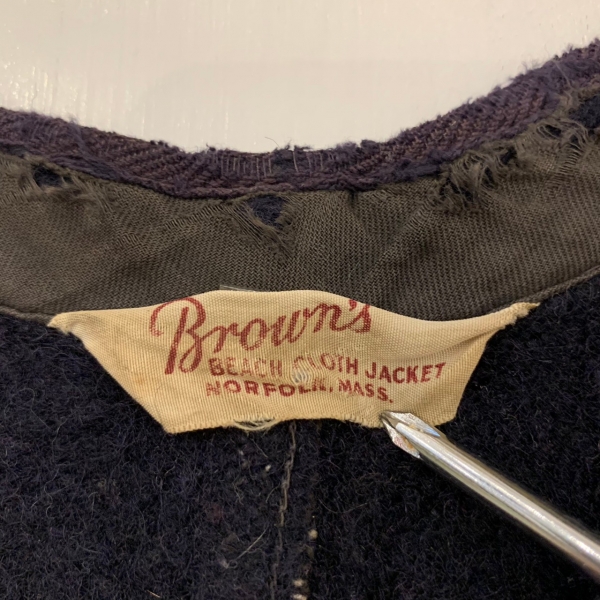 Brown's
BEACH CLOTH JACKET
NORFOLK, MASS.